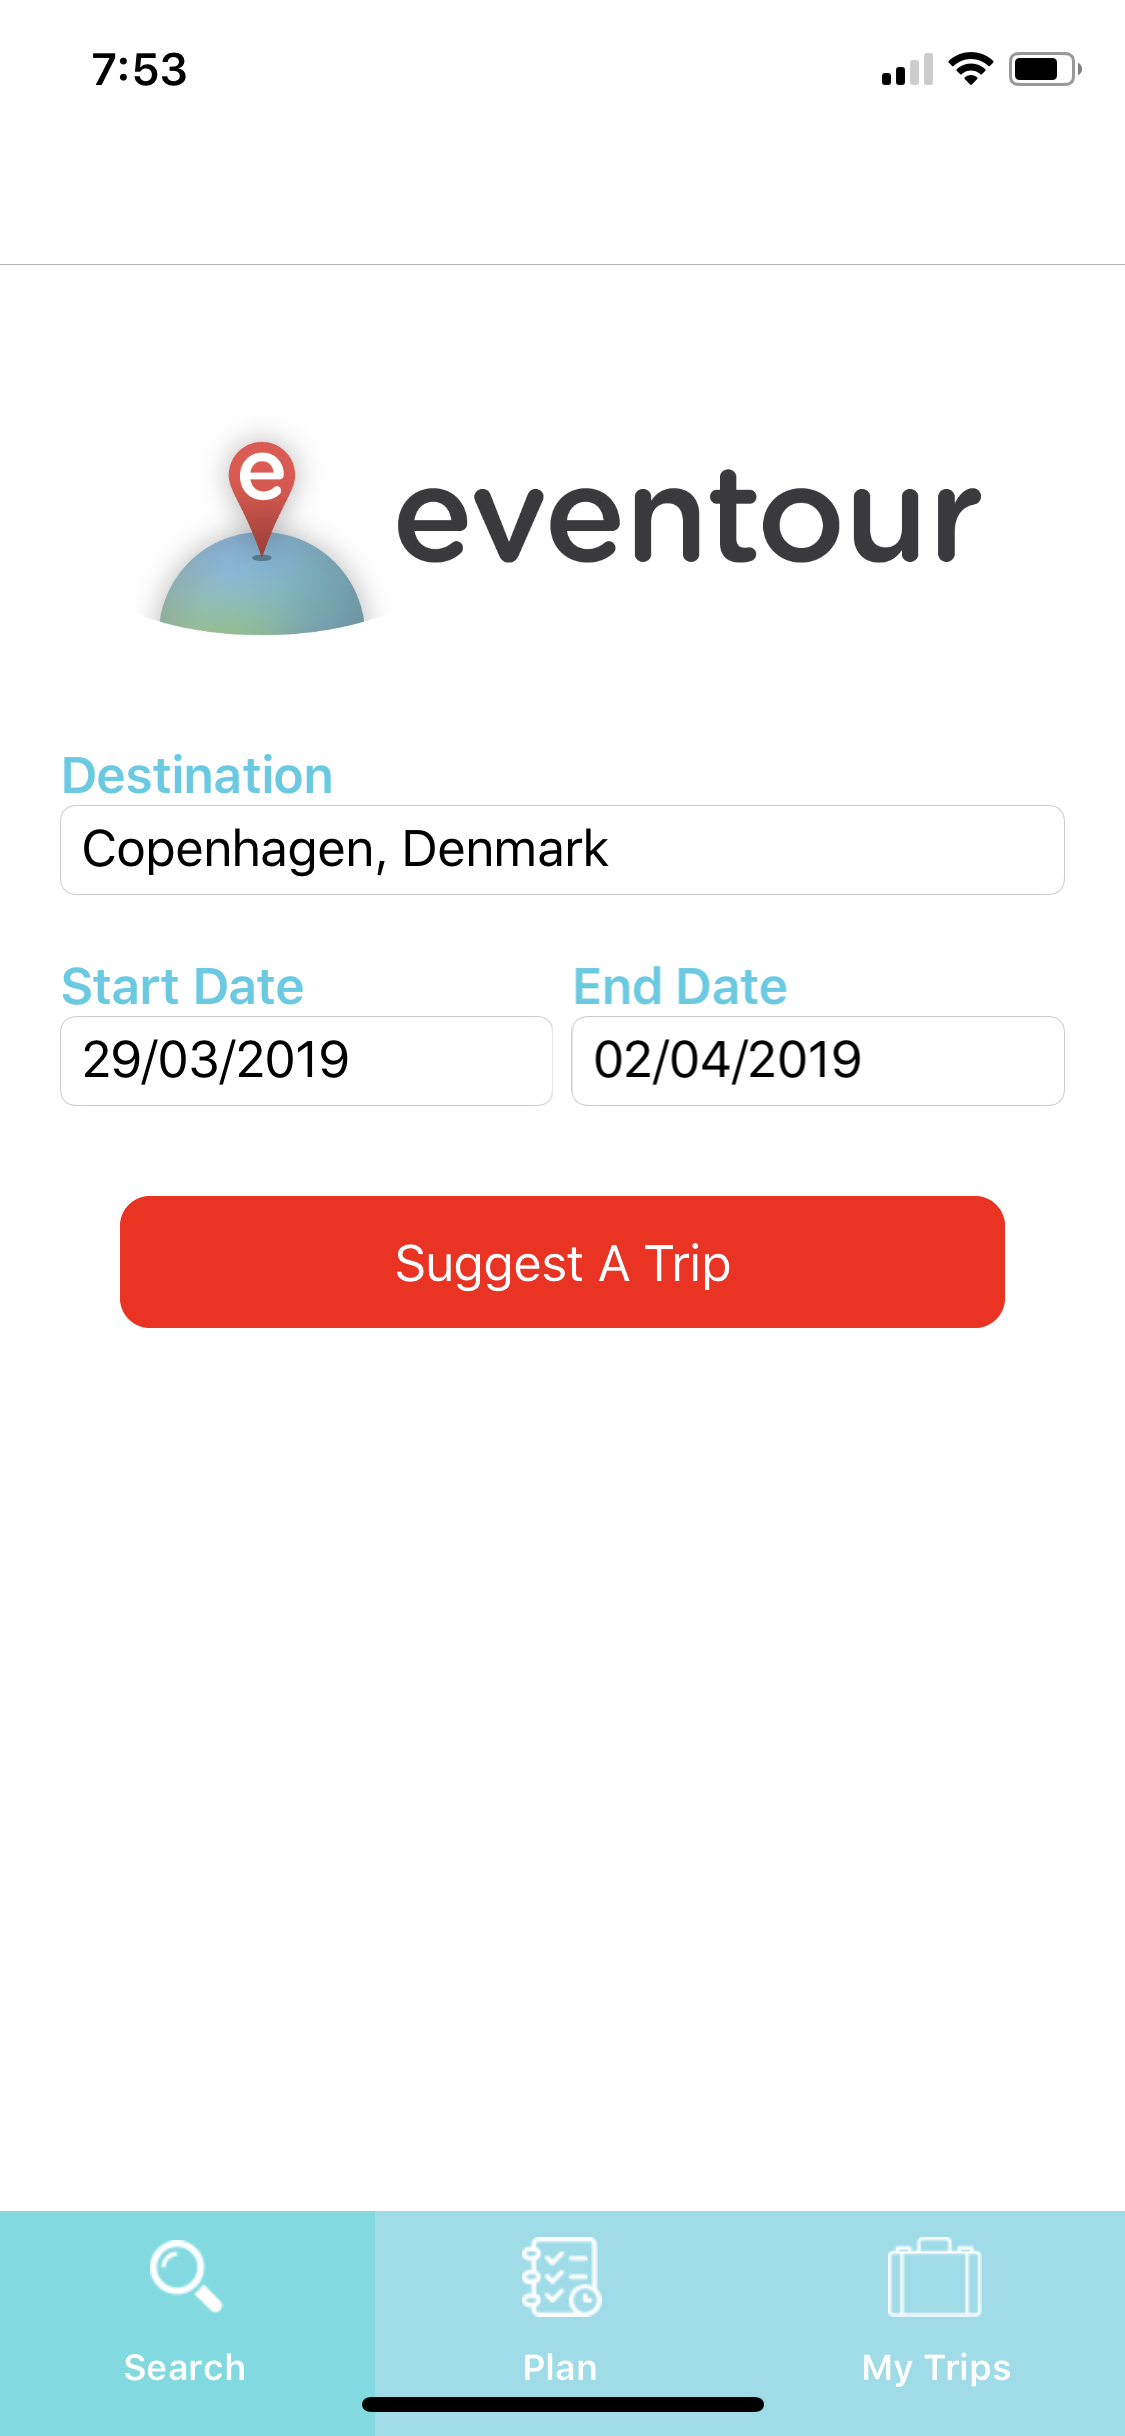 7:53
e
eventour
Destination
Copenhagen, Denmark
Start Date End Date
29/03/2019 02/04/2019
Suggest A Trip
Search Plan My Trips